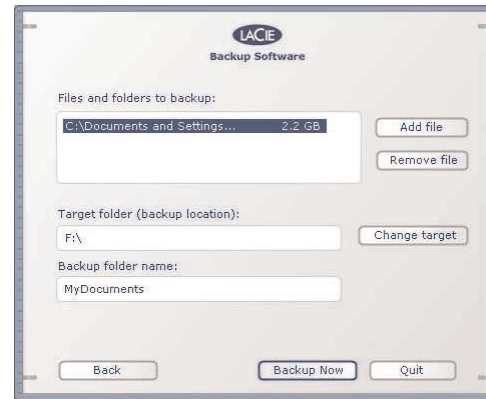 LACIE
Backup Software
Files and folders to backup:
C:\Documents and Settings... 2.2 GB
Add file
Remove file
Target folder (backup location):
F:\
Change target
Backup folder name:
MyDocuments
Back
Backup Now
Quit